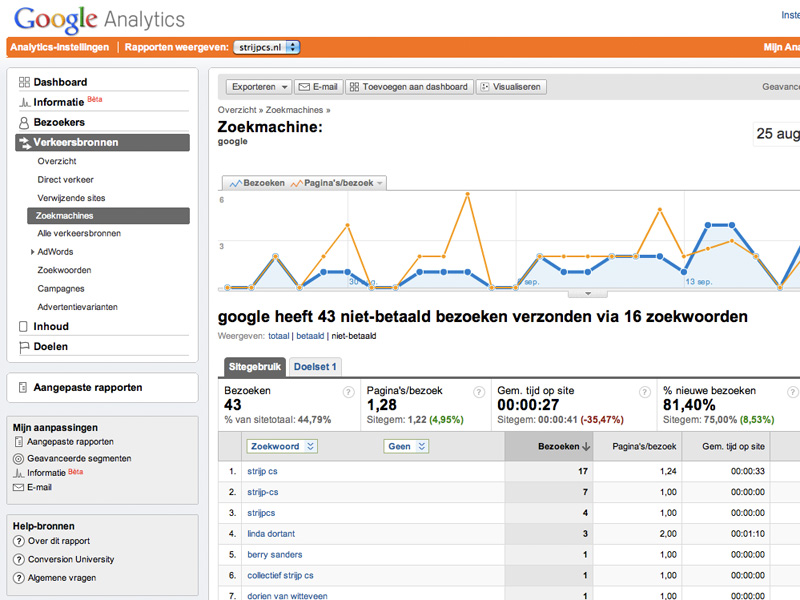 Google Analytics
Analytics-Instellingen | Rapporten weergeven: strijpcs.nl
Dashboard
Informatie Bèta
Bezoekers
Verkeersbronnen
Overzicht
Direct verkeer
Verwijzende sites
Zoekmachines
Alle verkeersbronnen
AdWords
Zoekwoorden
Campagnes
Advertentievarianten
Inhoud
Doelen
Aangepaste rapporten
Mijn aanpassingen
Aangepaste rapporten
Geavanceerde segmenten
Informatie Bèta
E-mail
Help-bronnen
Over dit rapport
Conversion University
Algemene vragen
Exporteren E-mail Toevoegen aan dashboard Visualiseren
Overzicht » Zoekmachines »
Zoekmachine:
google
25 aug
Bezoeken Pagina's/bezoek
6
3
13 sep.
google heeft 43 niet-betaald bezoeken verzonden via 16 zoekwoorden
Weergeven: totaal | betaald | niet-betaald
Sitegebruik Doelset 1
Bezoeken
43
% van sitetotaal: 44,79%
Pagina's/bezoek
1,28
Sitegem: 1,22 (4,95%)
Gem. tijd op site
00:00:27
Sitegem: 00:00:41 (-35,47%)
% nieuwe bezoeken
81,40%
Sitegem: 75,00% (8,53%)
Zoekwoord Geen Bezoeken Pagina's/bezoek Gem. tijd op site
1. strijp cs 17 1,24 00:00:33
2. strijp-cs 7 1,00 00:00:00
3. strijpcs 4 1,00 00:00:00
4. linda dortant 3 2,00 00:01:10
5. berry sanders 1 1,00 00:00:00
6. collectief strijp cs 1 1,00 00:00:00
7. dorien van witteveen 1 1,00 00:00:00